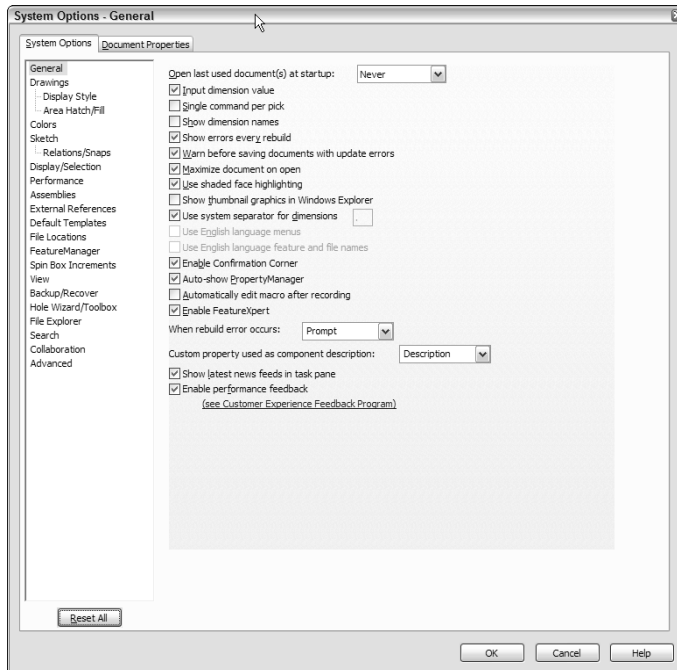 System Options - General
System Options
Document Properties
General
Drawings
Display Style
Area Hatch/Fill
Colors
Sketch
Relations/Snaps
Display/Selection
Performance
Assemblies
External References
Default Templates
File Locations
FeatureManager
Spin Box Increments
View
Backup/Recover
Hole Wizard/Toolbox
File Explorer
Search
Collaboration
Advanced
Reset All
Open last used document(s) at startup: Never
Input dimension value
Single command per pick
Show dimension names
Show errors every rebuild
Warn before saving documents with update errors
Maximize document on open
Use shaded face highlighting
Show thumbnail graphics in Windows Explorer
Use system separator for dimensions .
Use English language menus
Use English language feature and file names
Enable Confirmation Corner
Auto-show PropertyManager
Automatically edit macro after recording
Enable FeatureXpert
When rebuild error occurs: Prompt
Custom property used as component description: Description
Show latest news feeds in task pane
Enable performance feedback
(see Customer Experience Feedback Program)
OK Cancel Help